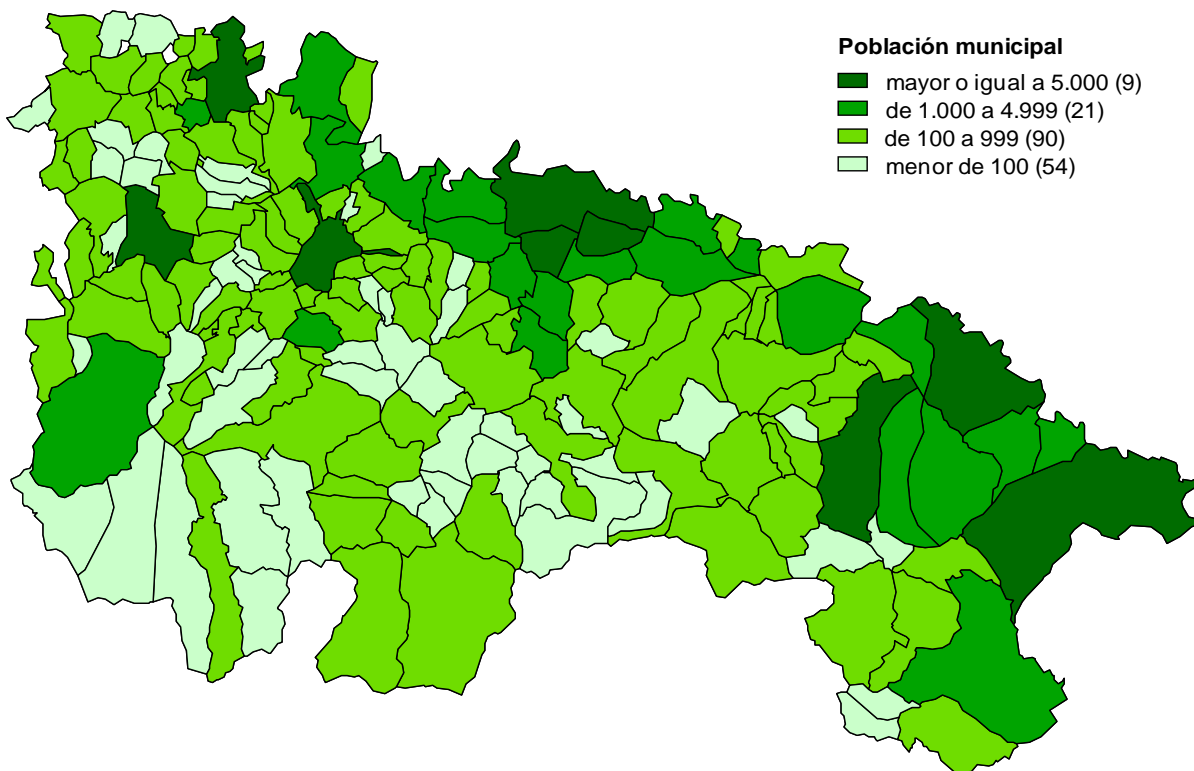 Población municipal
mayor o igual a 5.000 (9)
de 1.000 a 4.999 (21)
de 100 a 999 (90)
menor de 100 (54)